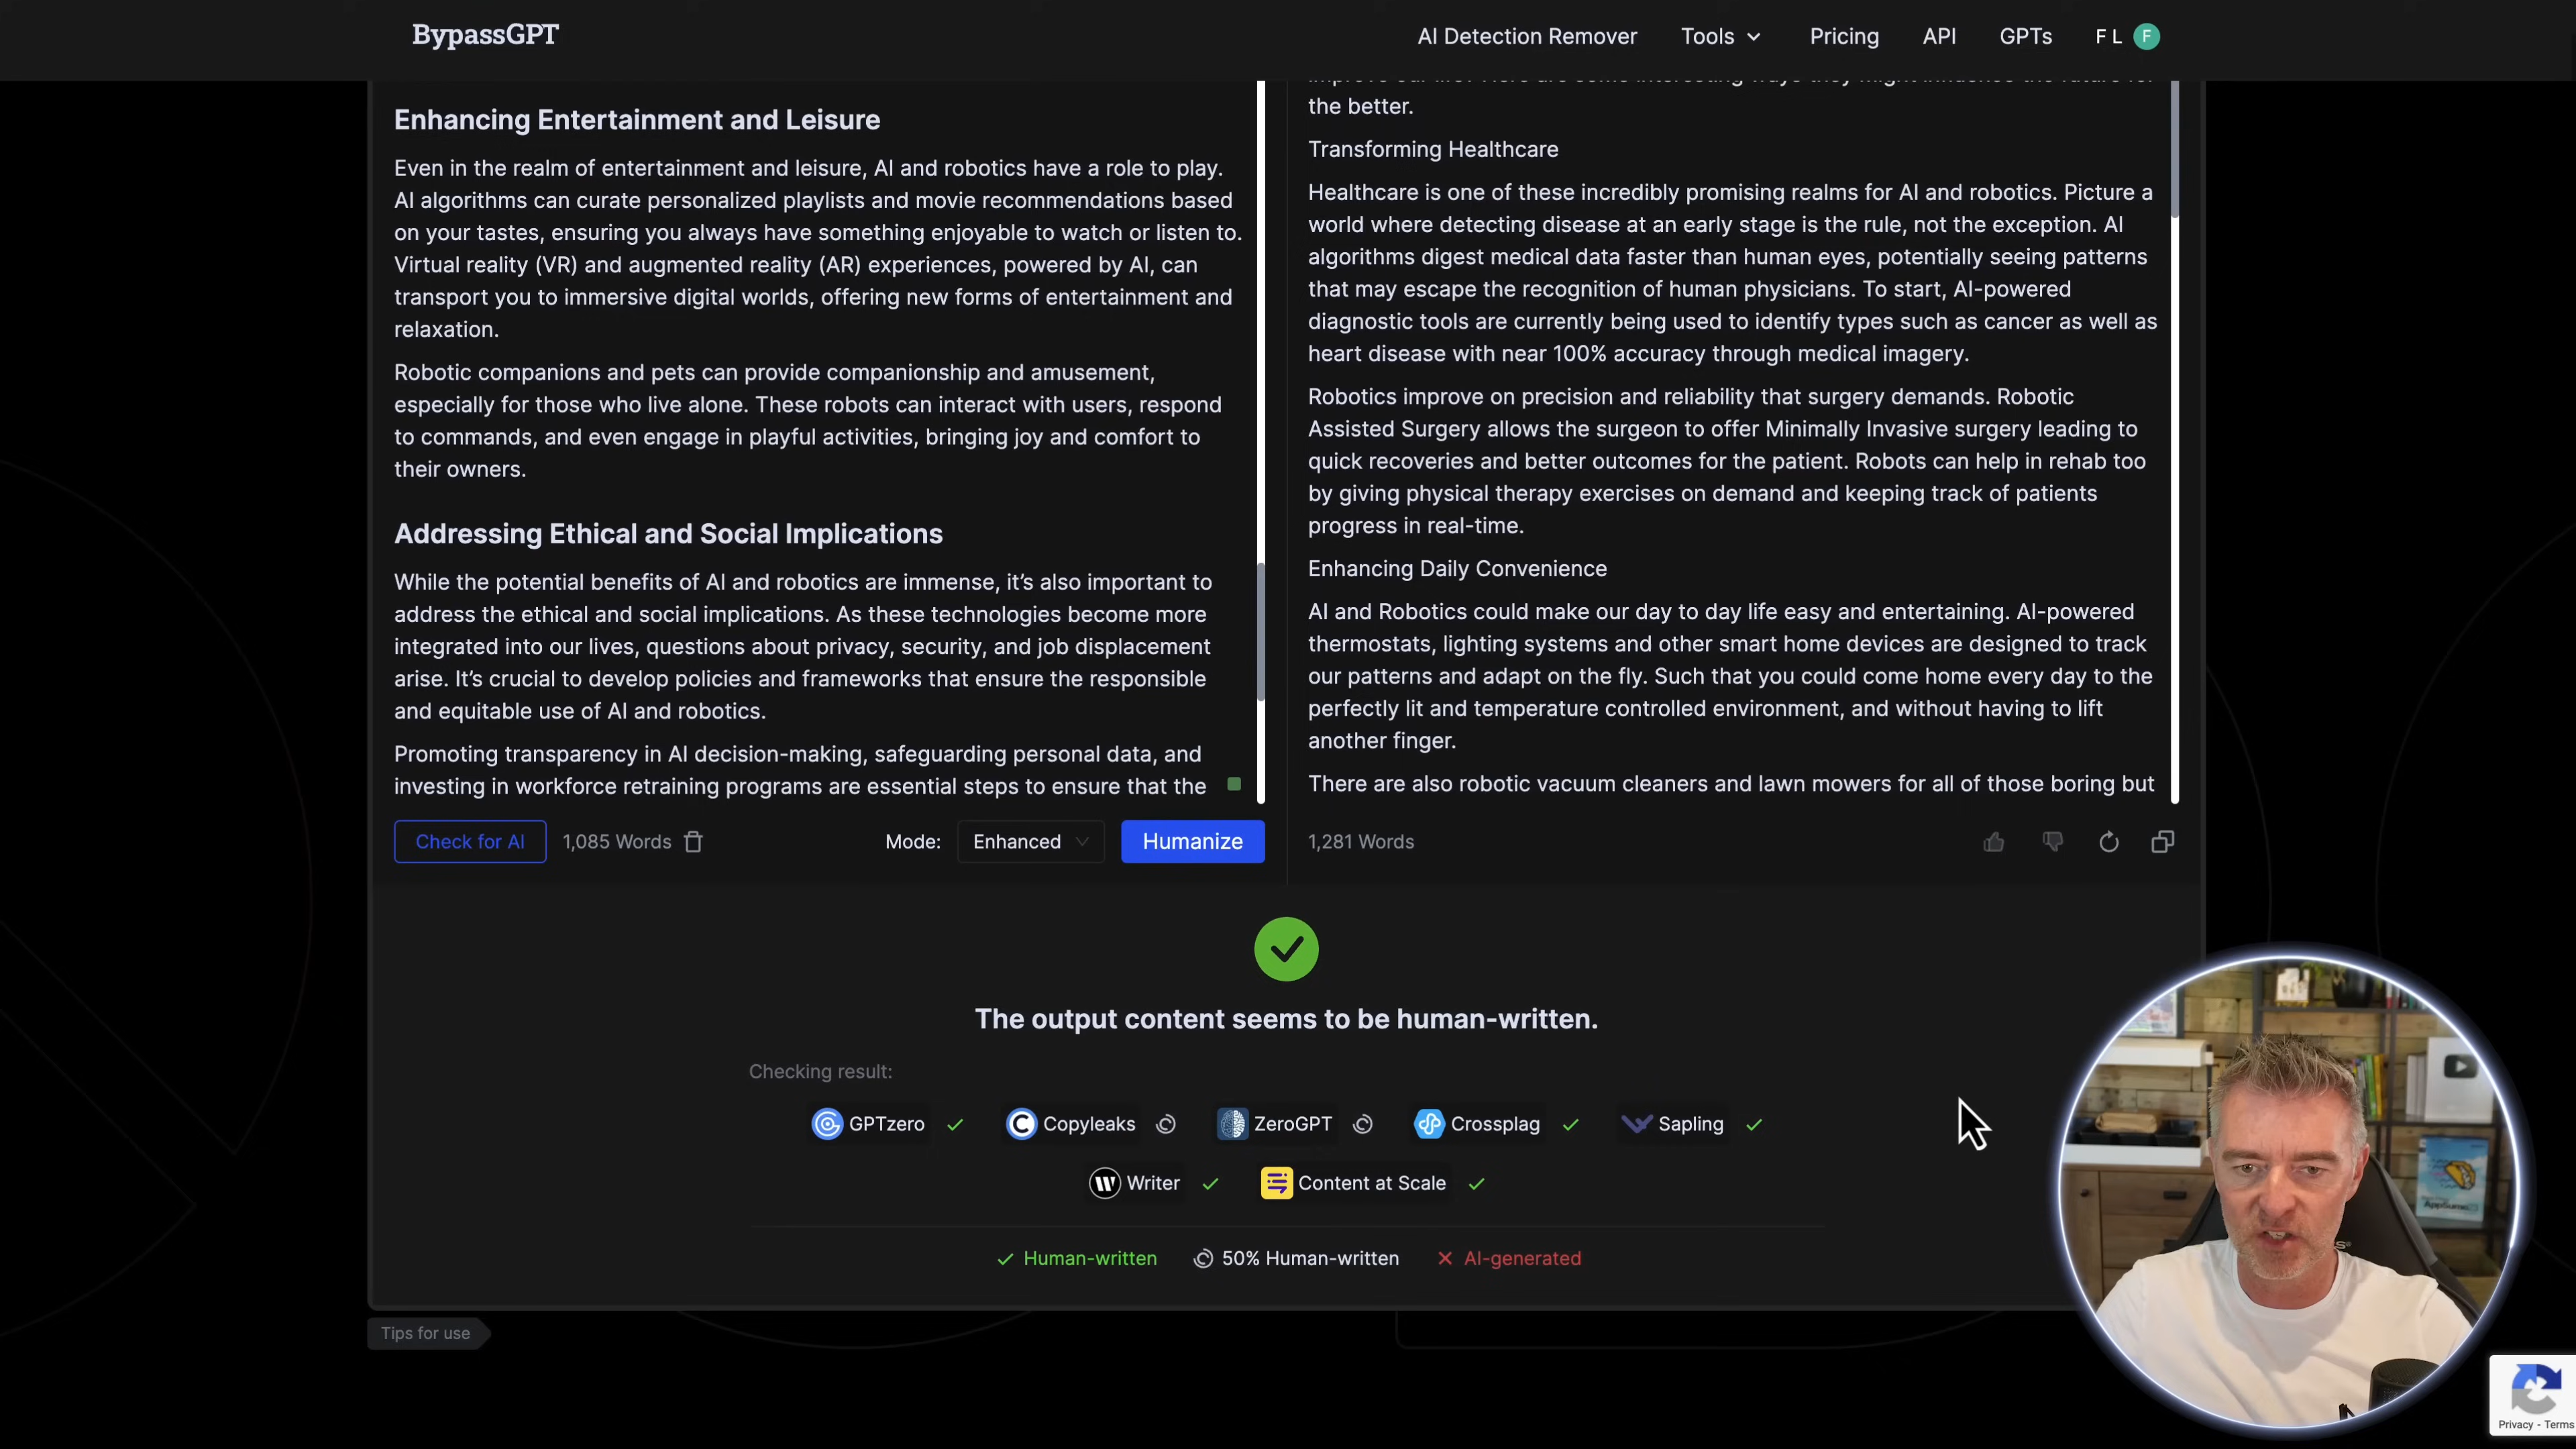 BypassGPT
AI Detection Remover
Tools
Pricing
API
GPTs
F L
F
Enhancing Entertainment and Leisure
Even in the realm of entertainment and leisure, AI and robotics have a role to play.
AI algorithms can curate personalized playlists and movie recommendations based
on your tastes, ensuring you always have something enjoyable to watch or listen to.
Virtual reality (VR) and augmented reality (AR) experiences, powered by AI, can
transport you to immersive digital worlds, offering new forms of entertainment and
relaxation.
Robotic companions and pets can provide companionship and amusement,
especially for those who live alone. These robots can interact with users, respond
to commands, and even engage in playful activities, bringing joy and comfort to
their owners.
Addressing Ethical and Social Implications
While the potential benefits of AI and robotics are immense, it's also important to
address the ethical and social implications. As these technologies become more
integrated into our lives, questions about privacy, security, and job displacement
arise. It's crucial to develop policies and frameworks that ensure the responsible
and equitable use of AI and robotics.
Promoting transparency in AI decision-making, safeguarding personal data, and
investing in workforce retraining programs are essential steps to ensure that the
Check for AI
1,085 Words
Mode:
Enhanced
Humanize
improve our life? Here are some interesting ways they might influence the future for
the better.
Transforming Healthcare
Healthcare is one of these incredibly promising realms for AI and robotics. Picture a
world where detecting disease at an early stage is the rule, not the exception. AI
algorithms digest medical data faster than human eyes, potentially seeing patterns
that may escape the recognition of human physicians. To start, AI-powered
diagnostic tools are currently being used to identify types such as cancer as well as
heart disease with near 100% accuracy through medical imagery.
Robotics improve on precision and reliability that surgery demands. Robotic
Assisted Surgery allows the surgeon to offer Minimally Invasive surgery leading to
quick recoveries and better outcomes for the patient. Robots can help in rehab too
by giving physical therapy exercises on demand and keeping track of patients
progress in real-time.
Enhancing Daily Convenience
AI and Robotics could make our day to day life easy and entertaining. AI-powered
thermostats, lighting systems and other smart home devices are designed to track
our patterns and adapt on the fly. Such that you could come home every day to the
perfectly lit and temperature controlled environment, and without having to lift
another finger.
There are also robotic vacuum cleaners and lawn mowers for all of those boring but
1,281 Words
The output content seems to be human-written.
Checking result:
GPTzero
Copyleaks
ZeroGPT
Crossplag
Sapling
Writer
Content at Scale
Human-written
50% Human-written
AI-generated
Tips for use
Privacy - Terms